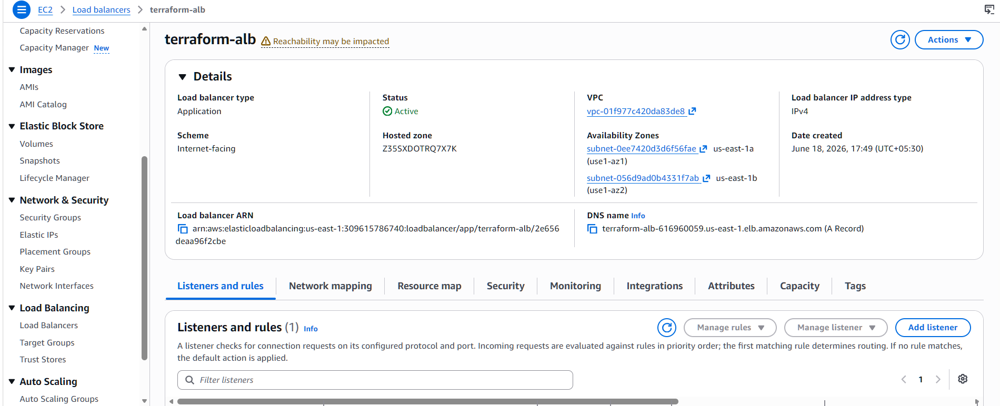 EC2 > Load balancers > terraform-alb
Capacity Reservations
Capacity Manager New
Images
AMIs
AMI Catalog
Elastic Block Store
Volumes
Snapshots
Lifecycle Manager
Network & Security
Security Groups
Elastic IPs
Placement Groups
Key Pairs
Network Interfaces
Load Balancing
Load Balancers
Target Groups
Trust Stores
Auto Scaling
Auto Scaling Groups
terraform-alb Reachability may be impacted
Actions
Details
Load balancer type
Application
Scheme
Internet-facing
Status
Active
Hosted zone
Z35SXDOTRQ7X7K
VPC
vpc-01f977c420da83de8
Availability Zones
subnet-0ee7420d3d6f56fae us-east-1a
(use1-az1)
subnet-056d9ad0b4331f7ab us-east-1b
(use1-az2)
Load balancer IP address type
IPv4
Date created
June 18, 2026, 17:49 (UTC+05:30)
Load balancer ARN
arn:aws:elasticloadbalancing:us-east-1:309615786740:loadbalancer/app/terraform-alb/2e656
deaa96f2cbe
DNS name Info
terraform-alb-616960059.us-east-1.elb.amazonaws.com (A Record)
Listeners and rules Network mapping Resource map Security Monitoring Integrations Attributes Capacity Tags
Listeners and rules (1) Info
Manage rules Manage listener Add listener
A listener checks for connection requests on its configured protocol and port. Incoming requests are evaluated against rules in priority order; the first matching rule determines routing. If no rule matches,
the default action is applied.
Filter listeners
1